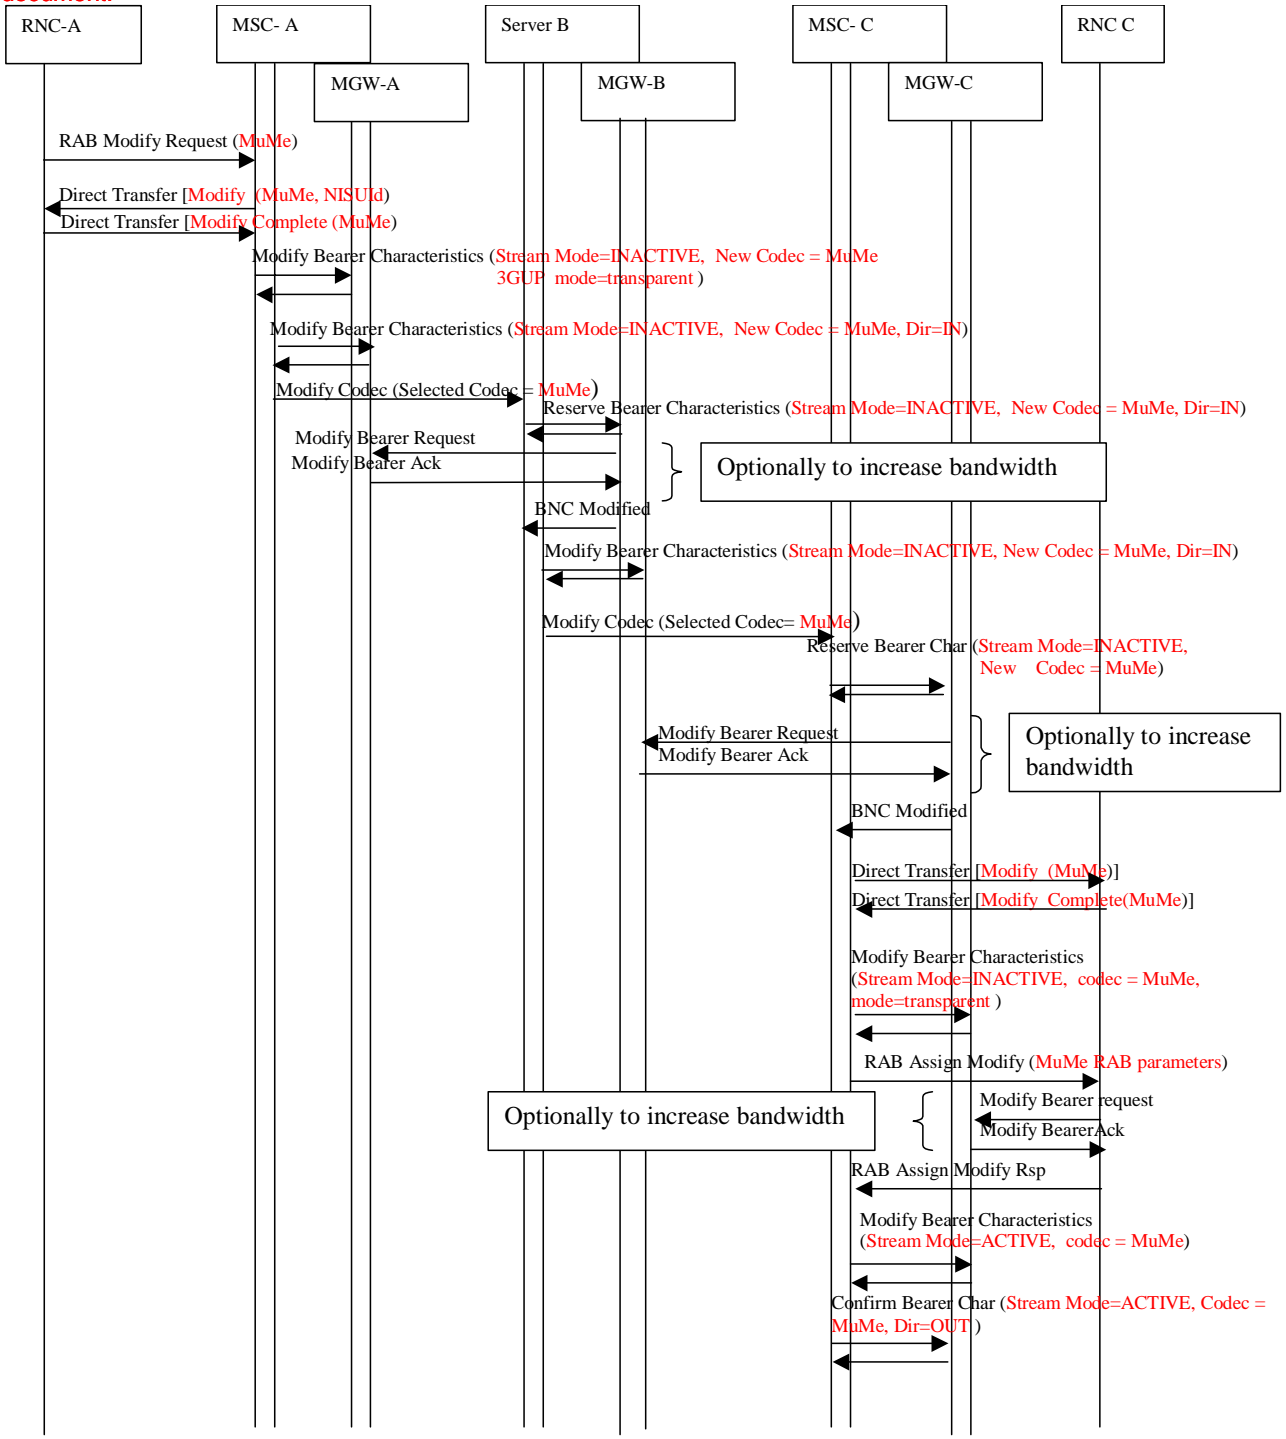 document.
RNC-A
MSC- A
Server B
MSC- C
RNC C
MGW-A
MGW-B
MGW-C
RAB Modify Request (MuMe)
Direct Transfer [Modify (MuMe, NISUId)
Direct Transfer [Modify Complete (MuMe)
Modify Bearer Characteristics (Stream Mode=INACTIVE, New Codec = MuMe
3GUP mode=transparent )
Modify Bearer Characteristics (Stream Mode=INACTIVE, New Codec = MuMe, Dir=IN)
Modify Codec (Selected Codec = MuMe)
Reserve Bearer Characteristics (Stream Mode=INACTIVE, New Codec = MuMe, Dir=IN)
Modify Bearer Request
Modify Bearer Ack
Optionally to increase bandwidth
BNC Modified
Modify Bearer Characteristics (Stream Mode=INACTIVE, New Codec = MuMe, Dir=IN)
Modify Codec (Selected Codec= MuMe)
Reserve Bearer Char (Stream Mode=INACTIVE,
New Codec = MuMe)
Modify Bearer Request
Modify Bearer Ack
Optionally to increase
bandwidth
BNC Modified
Direct Transfer [Modify (MuMe)]
Direct Transfer [Modify Complete(MuMe)]
Modify Bearer Characteristics
(Stream Mode=INACTIVE, codec = MuMe,
mode=transparent )
RAB Assign Modify (MuMe RAB parameters)
Optionally to increase bandwidth
Modify Bearer request
Modify BearerAck
RAB Assign Modify Rsp
Modify Bearer Characteristics
(Stream Mode=ACTIVE, codec = MuMe)
Confirm Bearer Char (Stream Mode=ACTIVE, Codec =
MuMe, Dir=OUT )